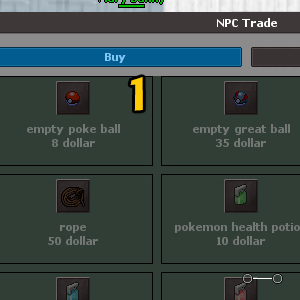 NPC Trade
Buy
1
empty poke ball
8 dollar
empty great ball
35 dollar
rope
50 dollar
pokemon health potio
10 dollar